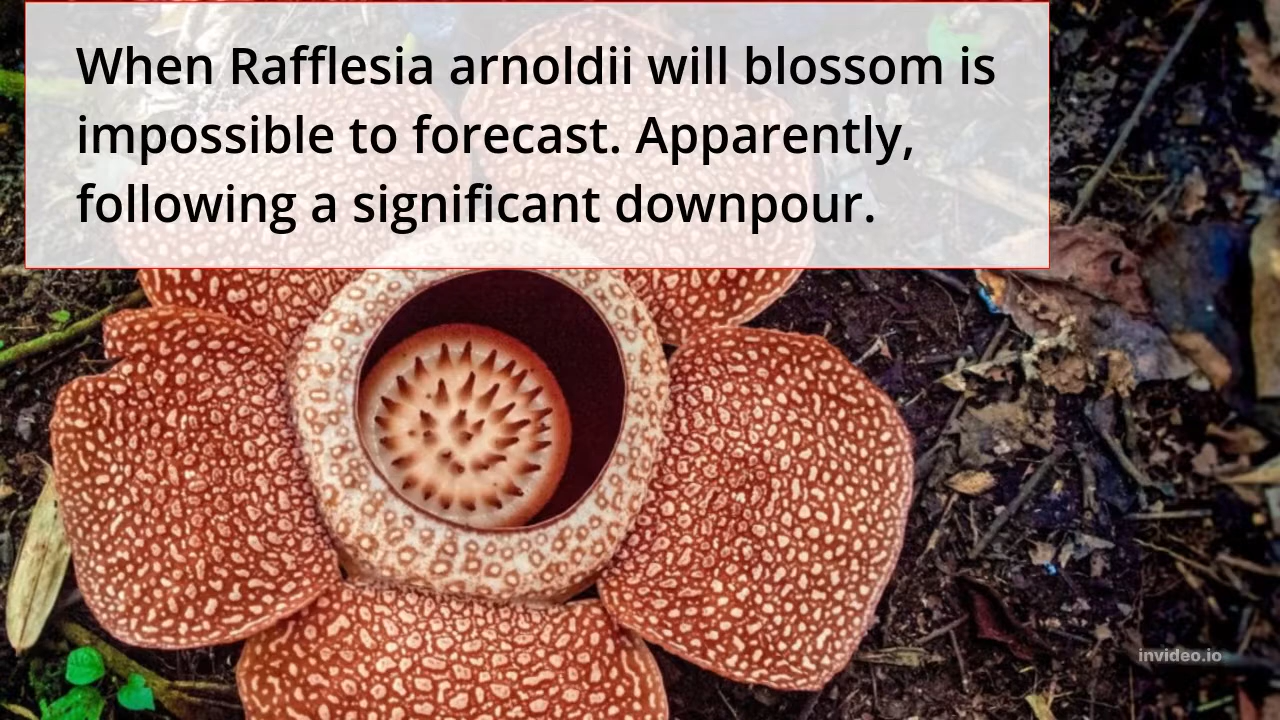 When Rafflesia arnoldii will blossom is
impossible to forecast. Apparently,
following a significant downpour.
invideo.io